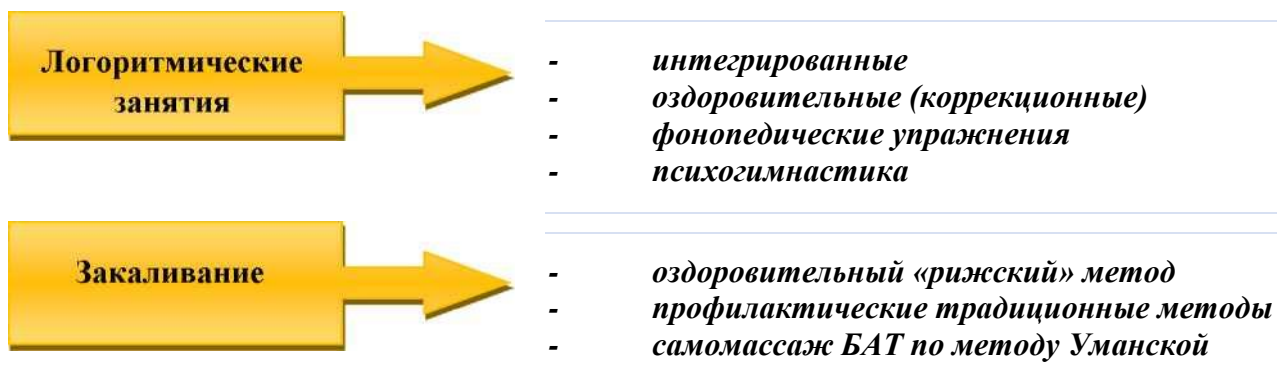 Логоритмические
занятия
- интегрированные
- оздоровительные (коррекционные)
- фонопедические упражнения
- психогимнастика
Закаливание
- оздоровительный «рижский» метод
- профилактические традиционные методы
- самомассаж БАТ по методу Уманской